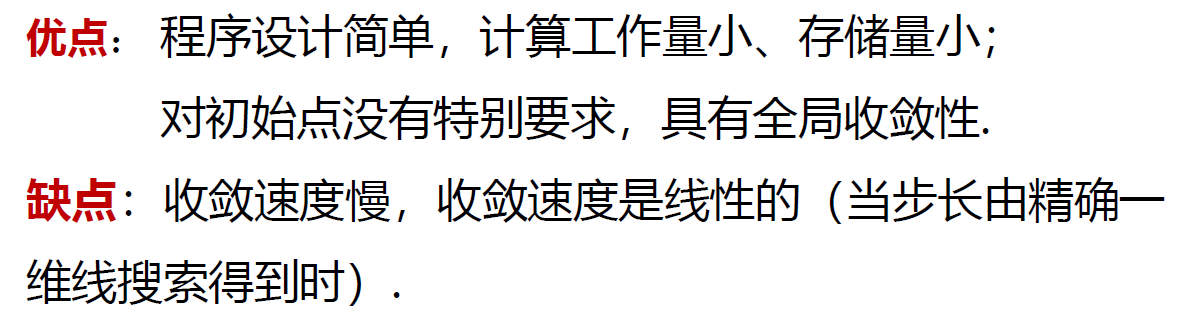 优点： 程序设计简单，计算工作量小、存储量小；
对初始点没有特别要求，具有全局收敛性.
缺点：收敛速度慢，收敛速度是线性的（当步长由精确一
维线搜索得到时）.